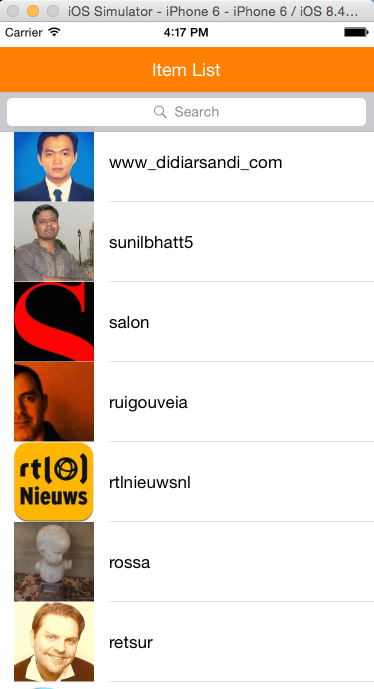 iOS Simulator - iPhone 6 - iPhone 6 / iOS 8.4…
Carrier 4:17 PM
Item List
Search
www_didiarsandi_com
sunilbhatt5
S
salon
ruigouveia
rtl
Nieuws
rtlnieuwsnl
rossa
retsur